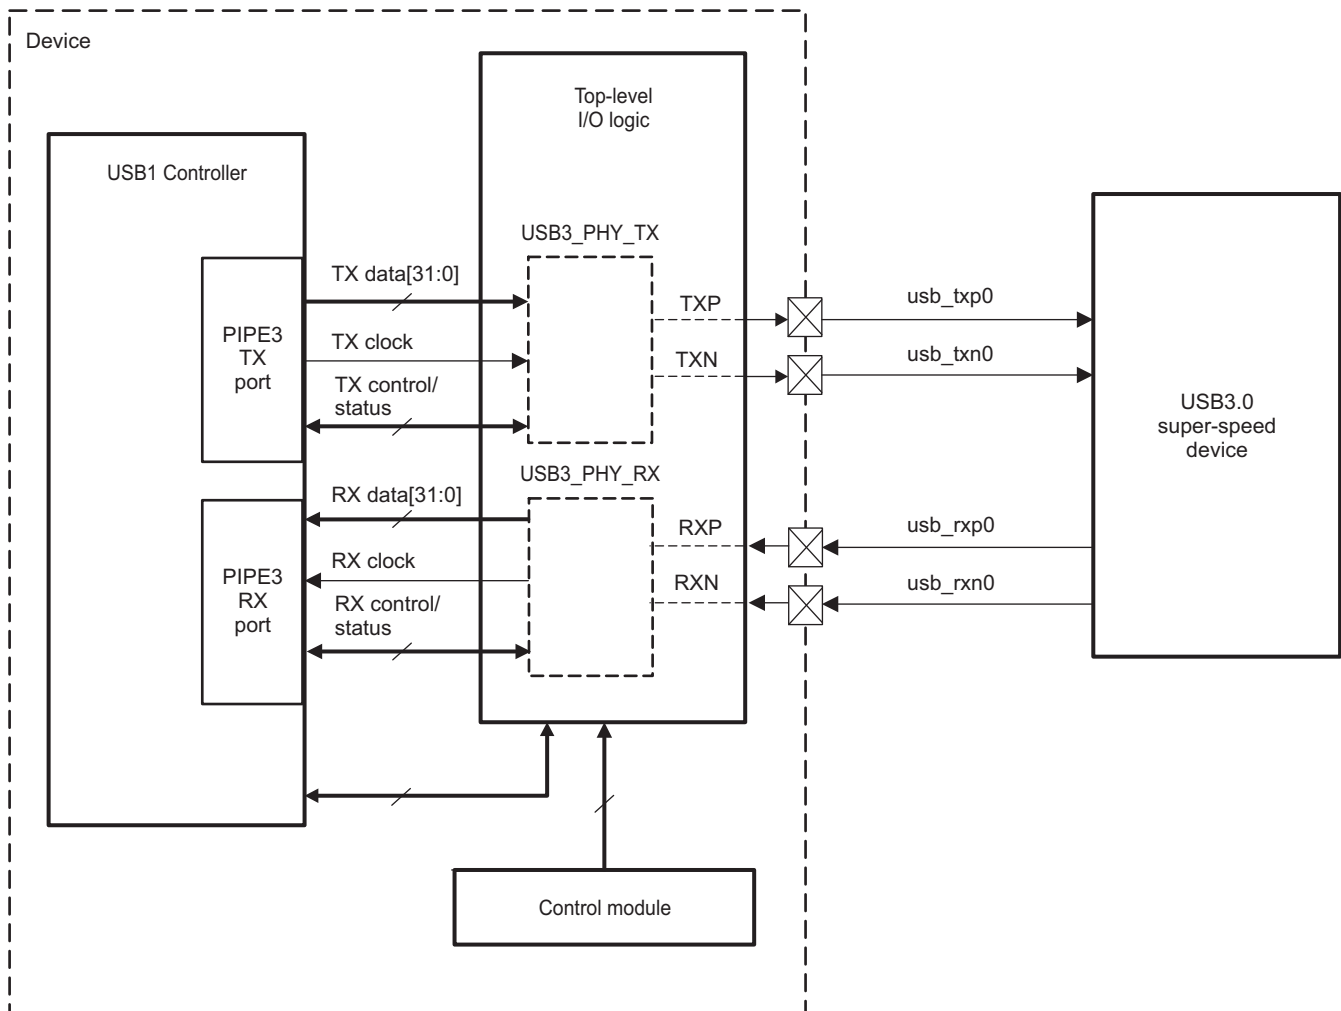 Device
Top-level
I/O logic
USB1 Controller
USB3_PHY_TX
TX data[31:0]
TXP
usb_txp0
PIPE3
TX
port
TX clock
TXN
usb_txn0
TX control/
status
USB3.0
super-speed
device
USB3_PHY_RX
RX data[31:0]
RXP
usb_rxp0
PIPE3
RX
port
RX clock
RXN
usb_rxn0
RX control/
status
Control module